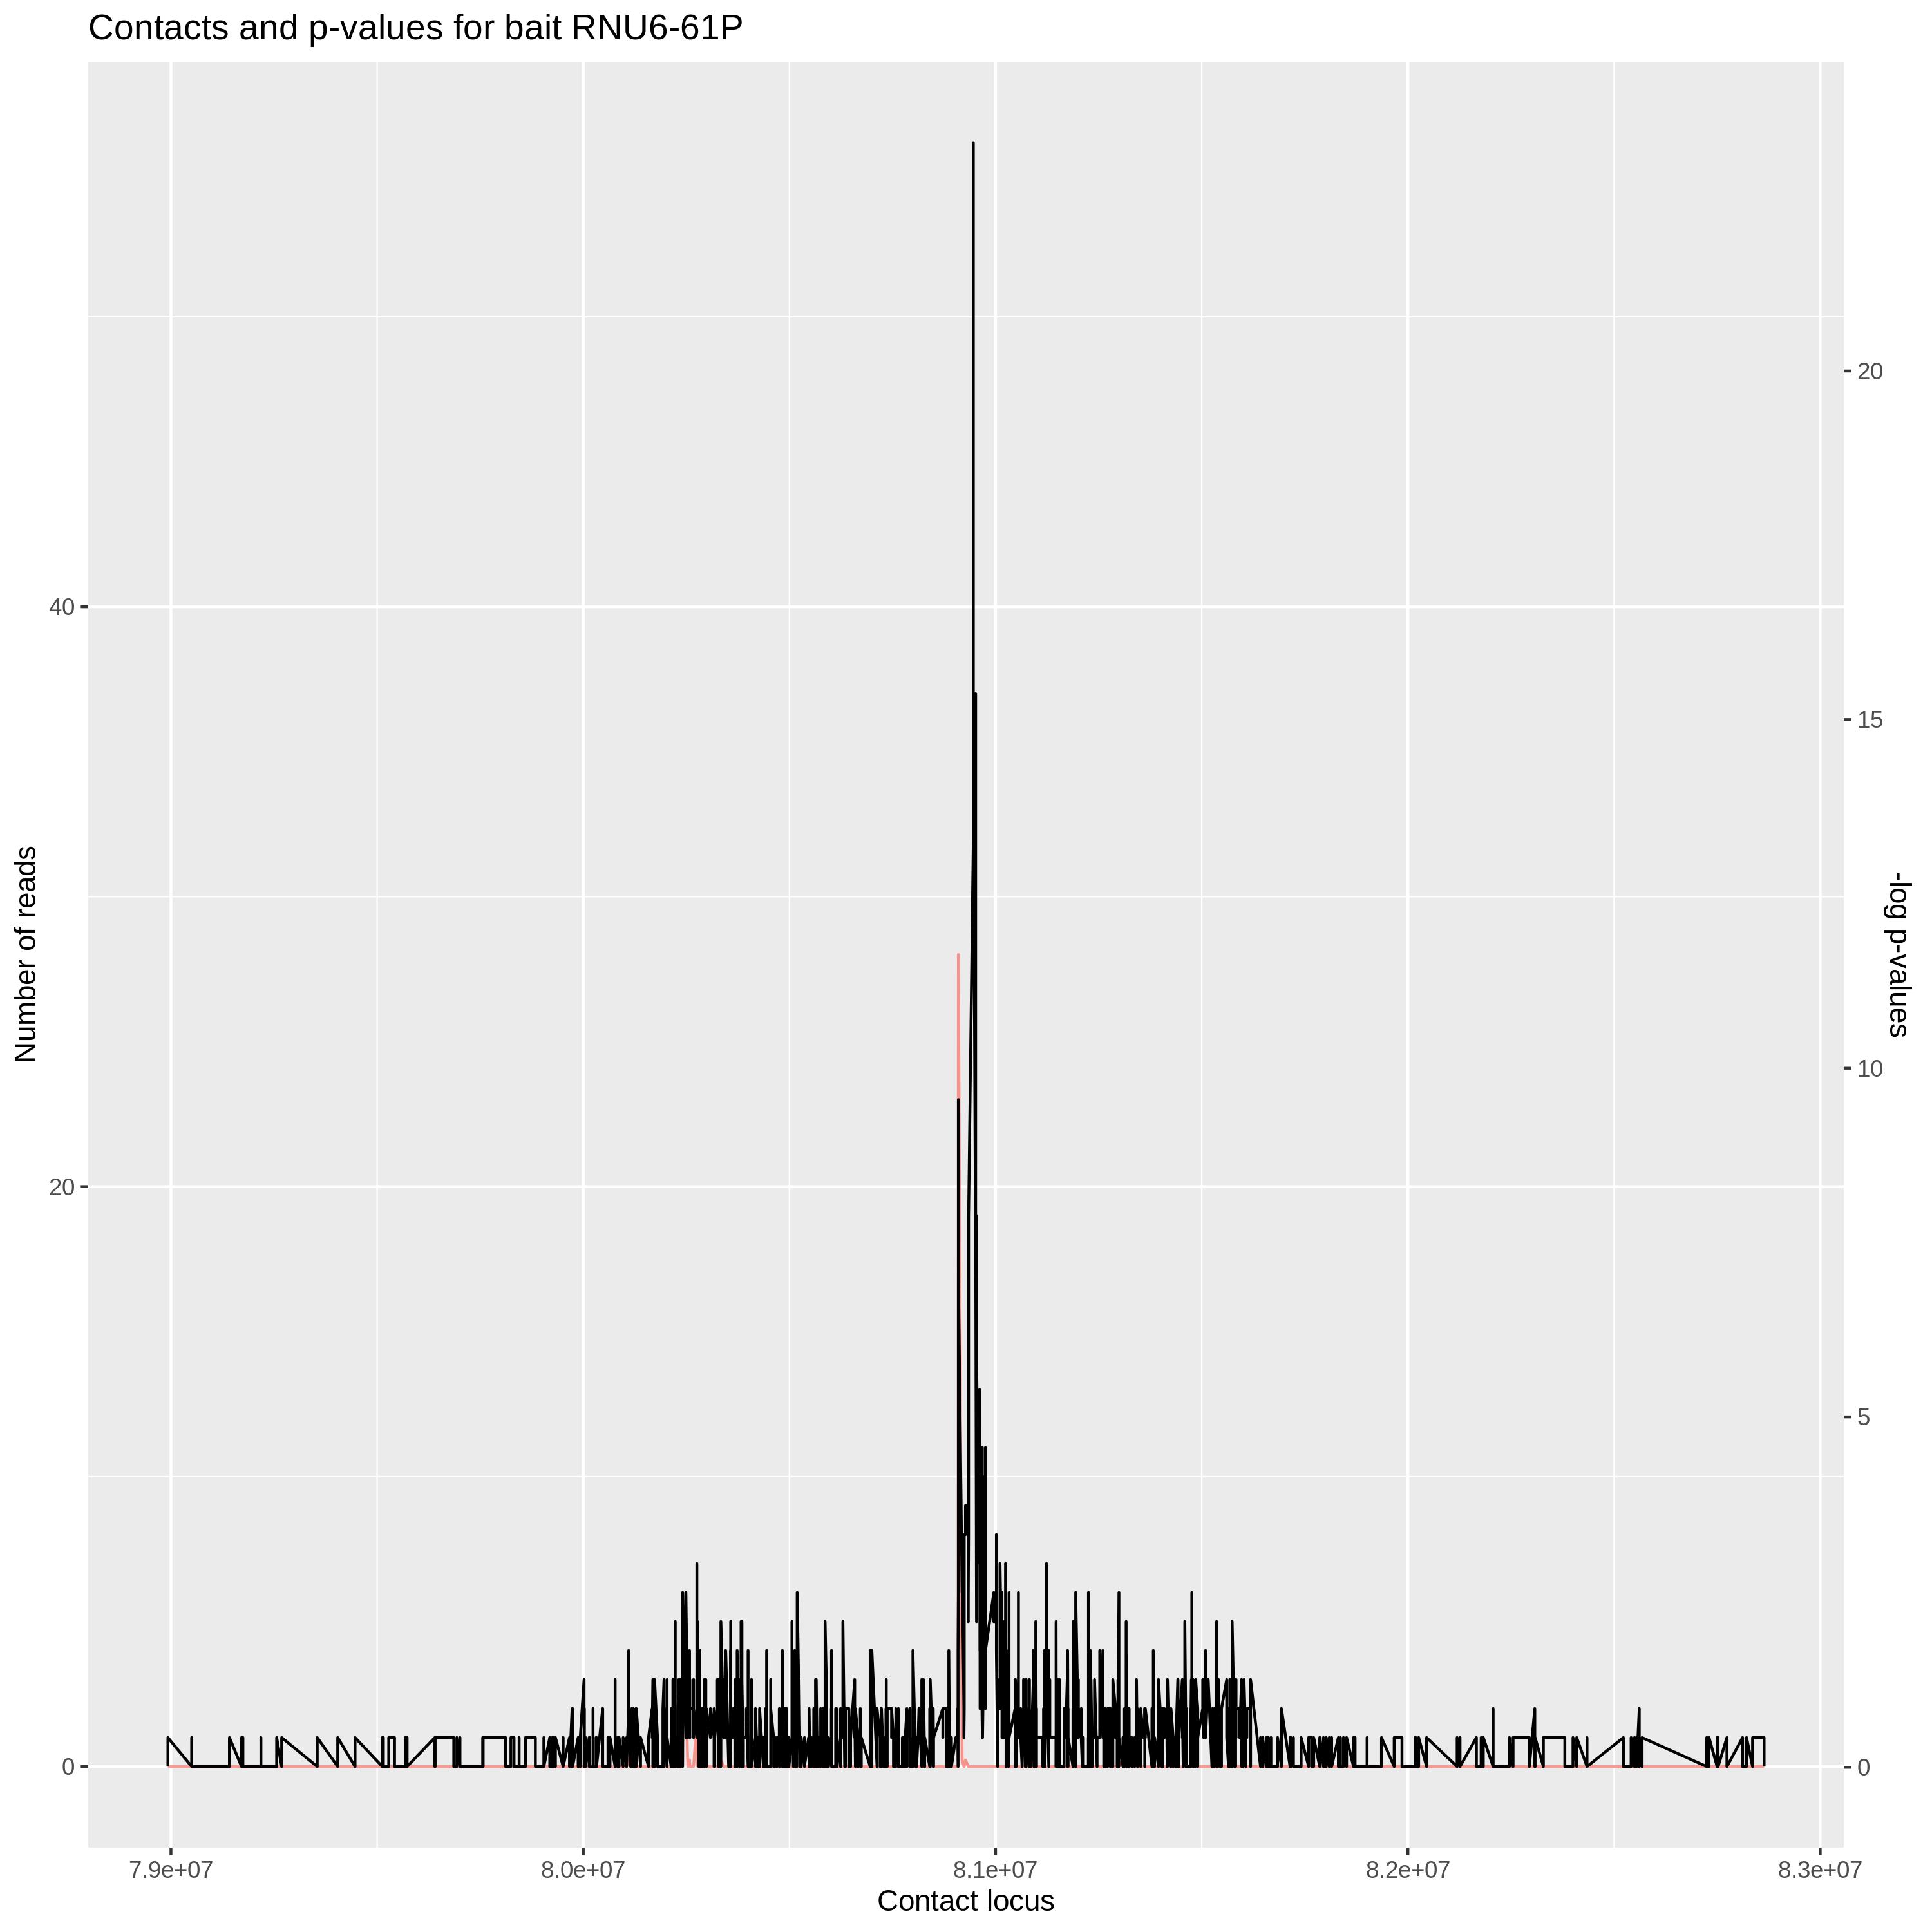 Contacts and p-values for bait RNU6-61P
Number of reads
40
20
0
20
15
10
5
0
-log p-values
7.9e+07
8.0e+07
8.1e+07
8.2e+07
8.3e+07
Contact locus